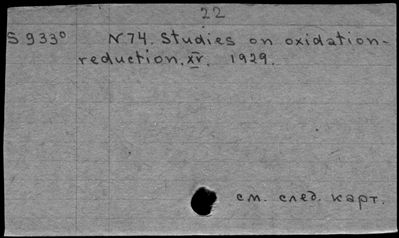 22
S 933° N 74. Studies on oxidation-
reduction, XV. 1929.
см. след. карт.